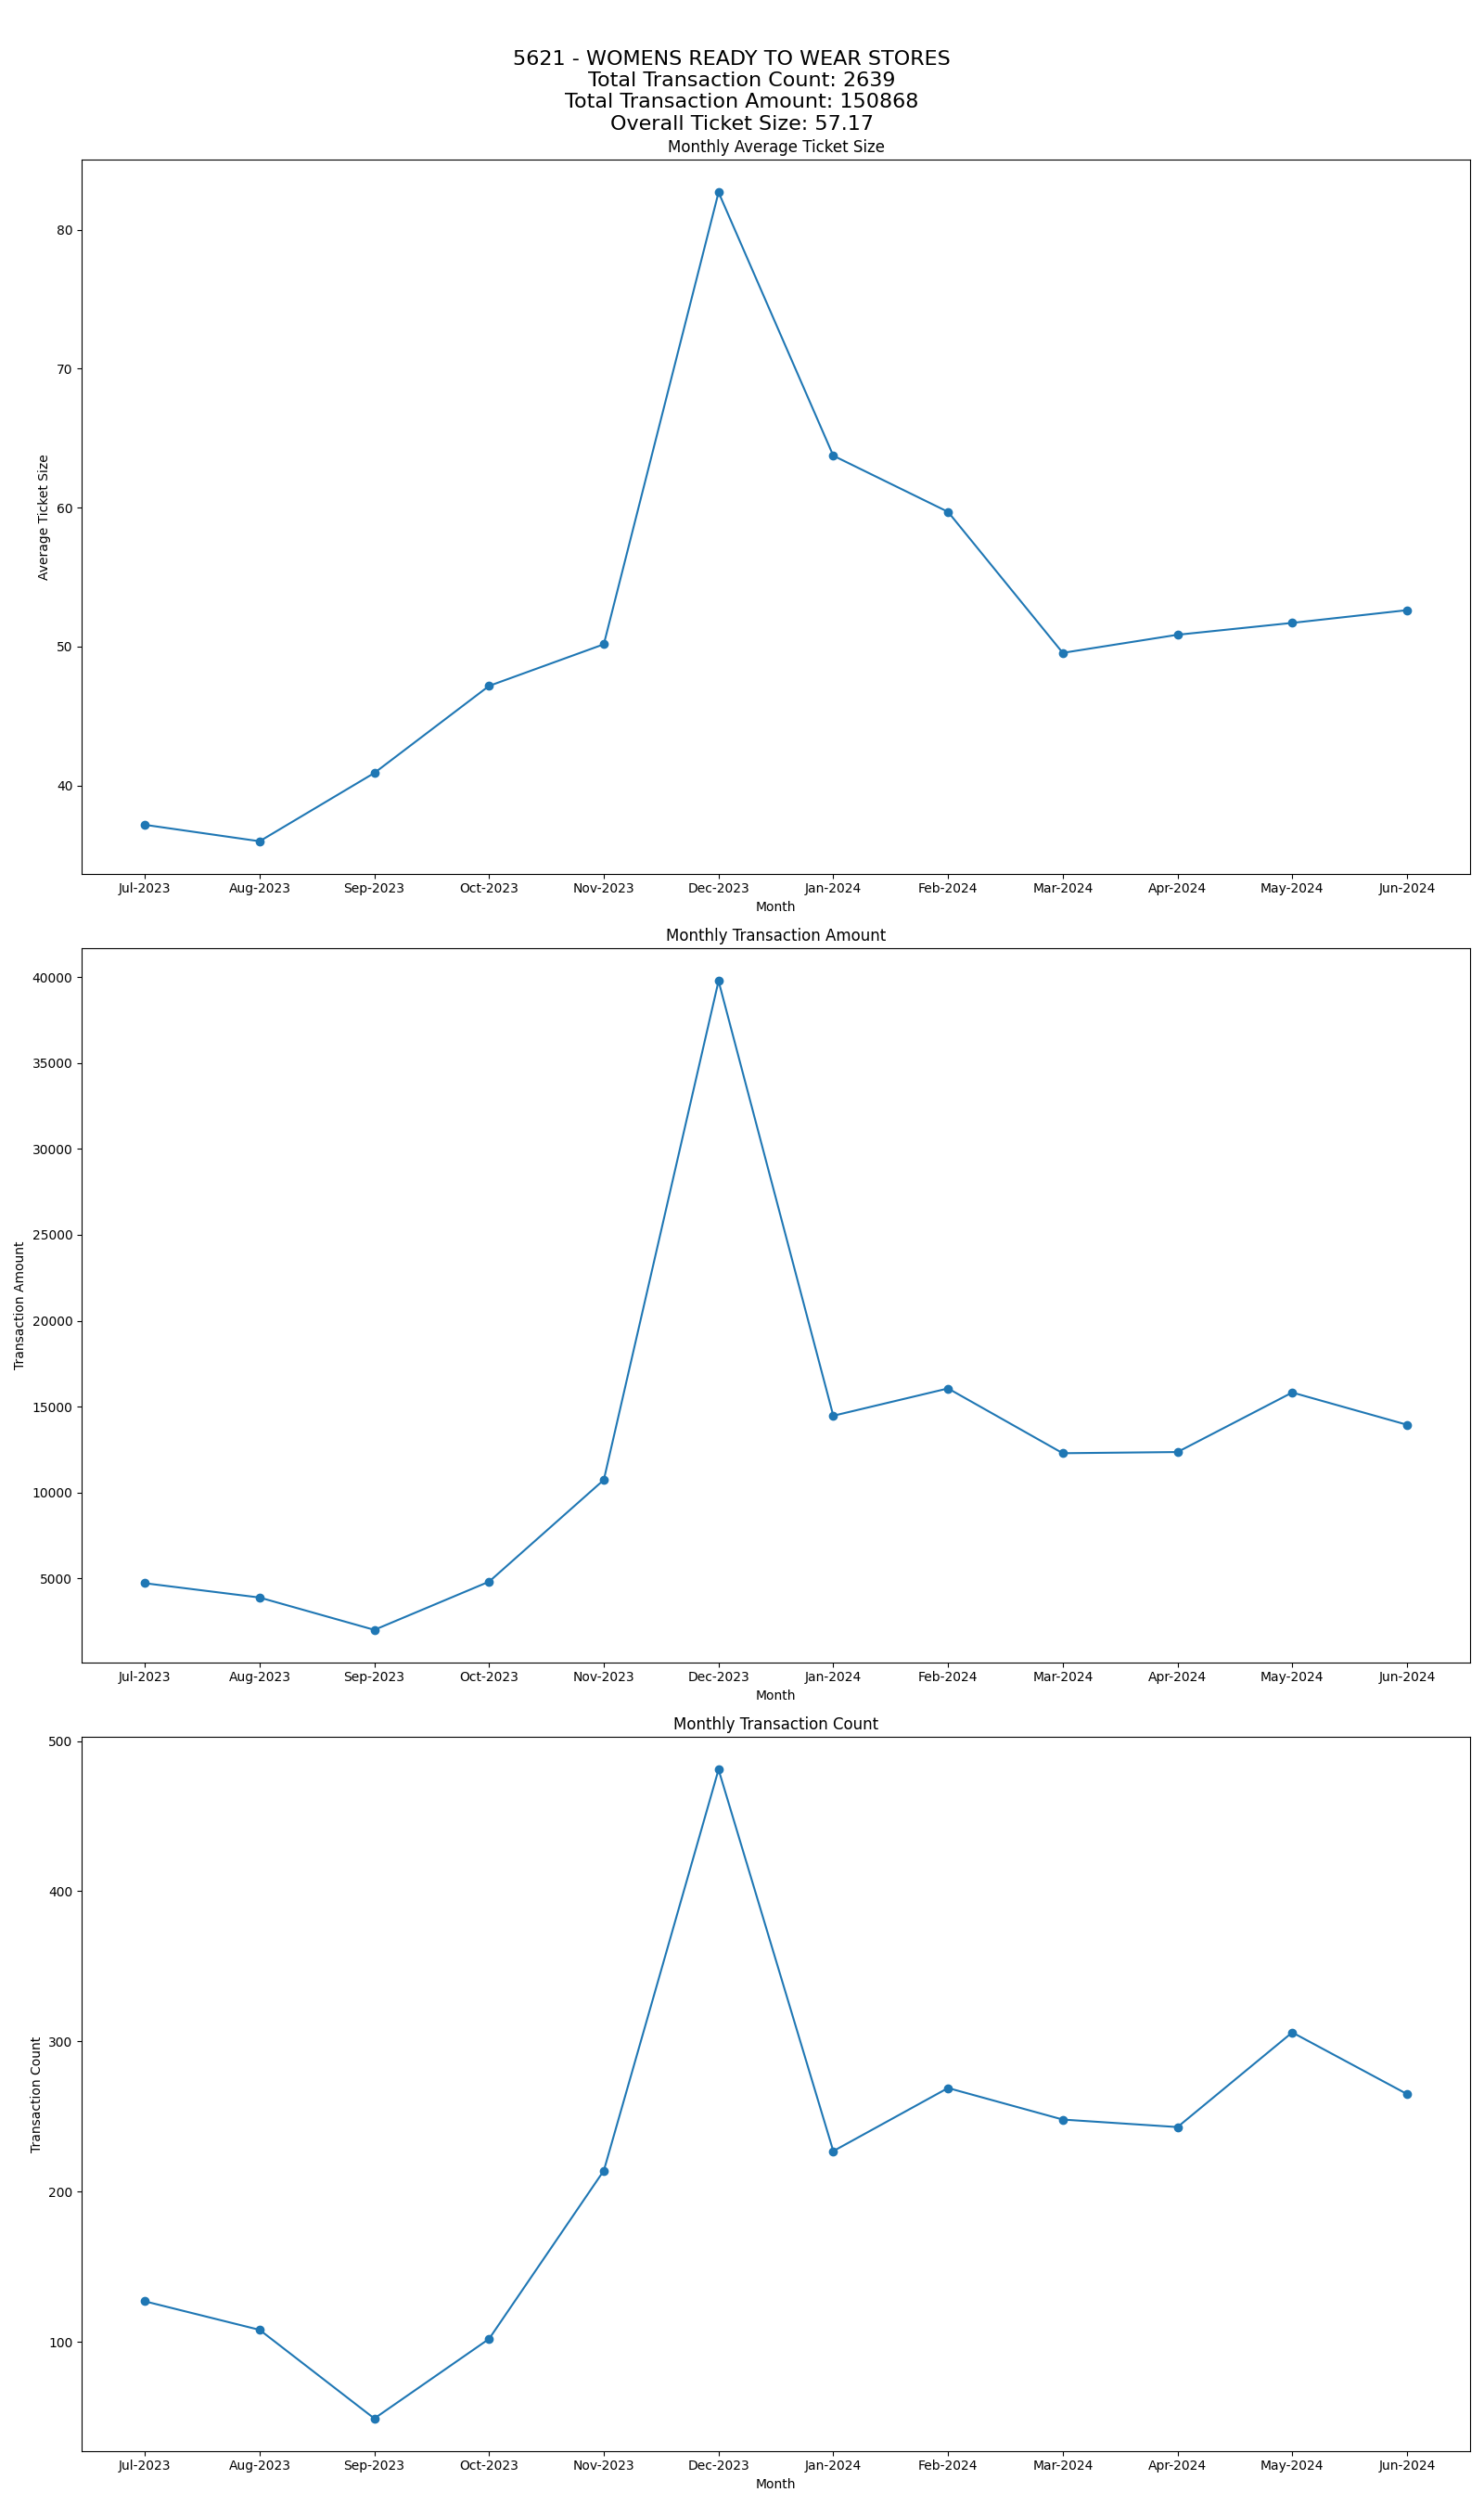 5621 - WOMENS READY TO WEAR STORES
Total Transaction Count: 2639
Total Transaction Amount: 150868
Overall Ticket Size: 57.17
Monthly Average Ticket Size
80
70
60
50
40
Average Ticket Size
Jul-2023 Aug-2023 Sep-2023 Oct-2023 Nov-2023 Dec-2023 Jan-2024 Feb-2024 Mar-2024 Apr-2024 May-2024 Jun-2024
Month
Monthly Transaction Amount
40000
35000
30000
25000
20000
15000
10000
5000
Transaction Amount
Jul-2023 Aug-2023 Sep-2023 Oct-2023 Nov-2023 Dec-2023 Jan-2024 Feb-2024 Mar-2024 Apr-2024 May-2024 Jun-2024
Month
Monthly Transaction Count
500
400
300
200
100
Transaction Count
Jul-2023 Aug-2023 Sep-2023 Oct-2023 Nov-2023 Dec-2023 Jan-2024 Feb-2024 Mar-2024 Apr-2024 May-2024 Jun-2024
Month